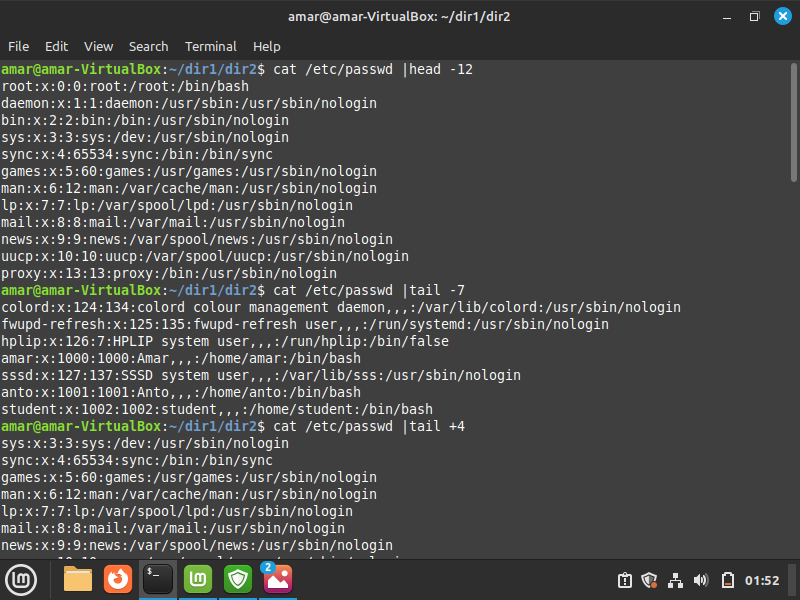 amar@amar-VirtualBox: ~/dir1/dir2
File Edit View Search Terminal Help
amar@amar-VirtualBox:~/dir1/dir2$ cat /etc/passwd |head -12
root:x:0:0:root:/root:/bin/bash
daemon:x:1:1:daemon:/usr/sbin:/usr/sbin/nologin
bin:x:2:2:bin:/bin:/usr/sbin/nologin
sys:x:3:3:sys:/dev:/usr/sbin/nologin
sync:x:4:65534:sync:/bin:/bin/sync
games:x:5:60:games:/usr/games:/usr/sbin/nologin
man:x:6:12:man:/var/cache/man:/usr/sbin/nologin
lp:x:7:7:lp:/var/spool/lpd:/usr/sbin/nologin
mail:x:8:8:mail:/var/mail:/usr/sbin/nologin
news:x:9:9:news:/var/spool/news:/usr/sbin/nologin
uucp:x:10:10:uucp:/var/spool/uucp:/usr/sbin/nologin
proxy:x:13:13:proxy:/bin:/usr/sbin/nologin
amar@amar-VirtualBox:~/dir1/dir2$ cat /etc/passwd |tail -7
colord:x:124:134:colord colour management daemon,,,:/var/lib/colord:/usr/sbin/nologin
fwupd-refresh:x:125:135:fwupd-refresh user,,,:/run/systemd:/usr/sbin/nologin
hplip:x:126:7:HPLIP system user,,,:/run/hplip:/bin/false
amar:x:1000:1000:Amar,,,:/home/amar:/bin/bash
sssd:x:127:137:SSSD system user,,,:/var/lib/sss:/usr/sbin/nologin
anto:x:1001:1001:Anto,,,:/home/anto:/bin/bash
student:x:1002:1002:student,,,:/home/student:/bin/bash
amar@amar-VirtualBox:~/dir1/dir2$ cat /etc/passwd |tail +4
sys:x:3:3:sys:/dev:/usr/sbin/nologin
sync:x:4:65534:sync:/bin:/bin/sync
games:x:5:60:games:/usr/games:/usr/sbin/nologin
man:x:6:12:man:/var/cache/man:/usr/sbin/nologin
lp:x:7:7:lp:/var/spool/lpd:/usr/sbin/nologin
mail:x:8:8:mail:/var/mail:/usr/sbin/nologin
news:x:9:9:news:/var/spool/news:/usr/sbin/nologin
2
01:52